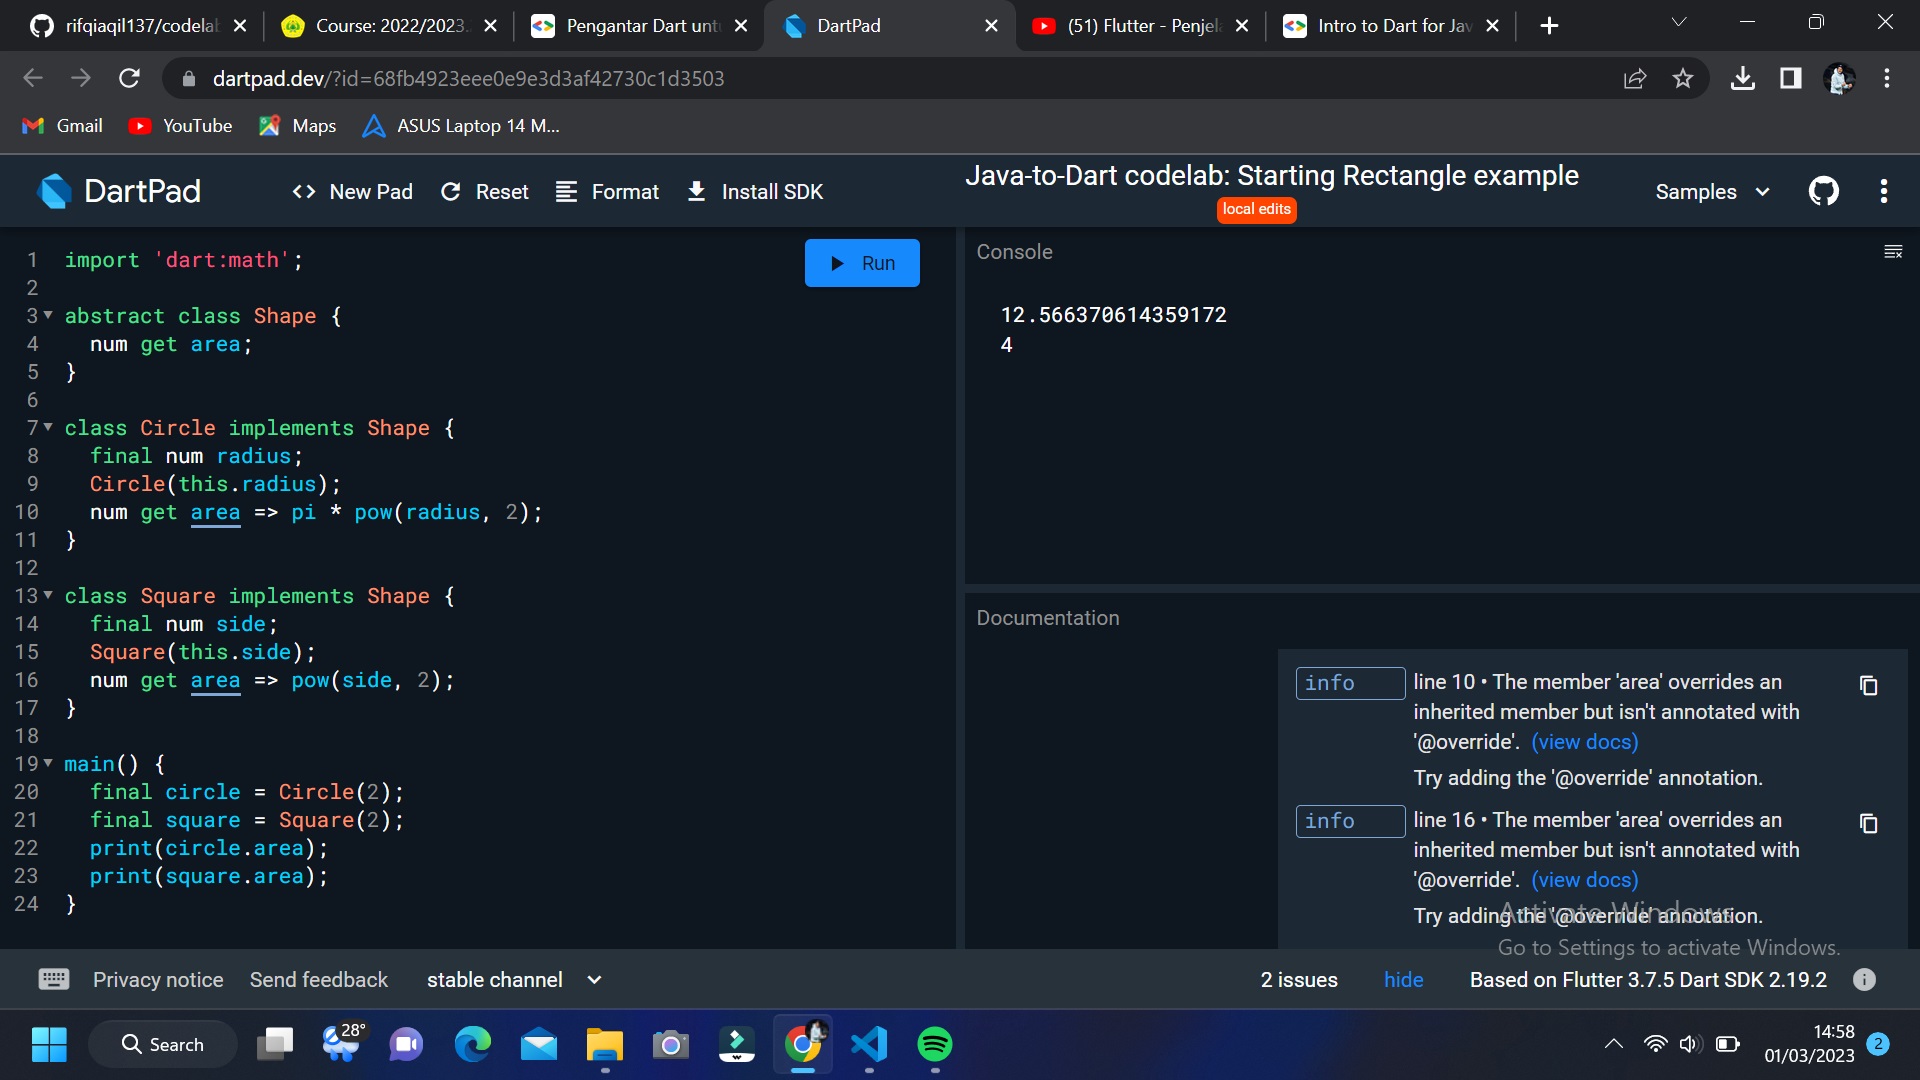 rifqiaqil137/codelab
Course: 2022/2023.
Pengantar Dart untu
DartPad
(51) Flutter - Penjela
Intro to Dart for Jav
dartpad.dev/?id=68fb4923eee0e9e3d3af42730c1d3503
Gmail
YouTube
Maps
ASUS Laptop 14 M...
DartPad
<> New Pad
Reset
Format
Install SDK
Java-to-Dart codelab: Starting Rectangle example
local edits
Samples
Run
1 import 'dart:math';
2
3 abstract class Shape {
4 num get area;
5 }
6
7 class Circle implements Shape {
8 final num radius;
9 Circle(this.radius);
10 num get area => pi * pow(radius, 2);
11 }
12
13 class Square implements Shape {
14 final num side;
15 Square(this.side);
16 num get area => pow(side, 2);
17 }
18
19 main() {
20 final circle = Circle(2);
21 final square = Square(2);
22 print(circle.area);
23 print(square.area);
24 }
Console
12.566370614359172
4
Documentation
info line 10 • The member 'area' overrides an
inherited member but isn't annotated with
'@override'. (view docs)
Try adding the '@override' annotation.
info line 16 • The member 'area' overrides an
inherited member but isn't annotated with
'@override'. (view docs)
Try adding the '@override' annotation.
Activate Windows
Go to Settings to activate Windows.
Privacy notice
Send feedback
stable channel
2 issues
hide
Based on Flutter 3.7.5 Dart SDK 2.19.2
Search
28°
14:58
01/03/2023
2